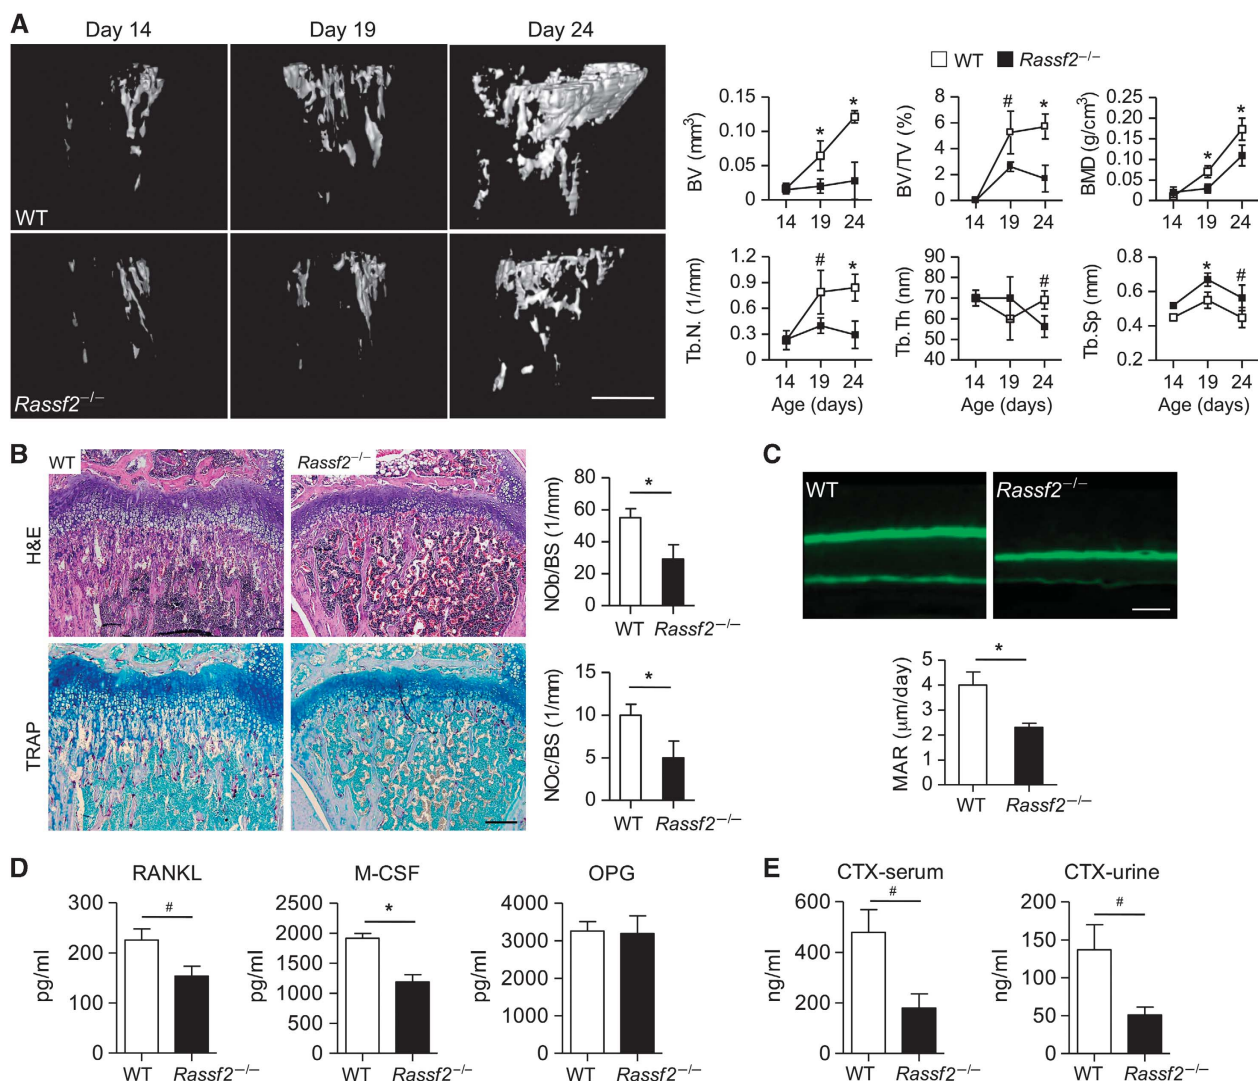 A
Day 14
Day 19
Day 24
WT
Rassf2−/−
WT
Rassf2−/−
BV (mm3)
0.15
0.10
0.05
0
*
*
14 19 24
BV/TV (%)
8
6
4
2
0
#
*
14 19 24
BMD (g/cm3)
0.25
0.20
0.15
0.10
0.05
0
*
*
14 19 24
Tb.N. (1/mm)
1.2
0.9
0.6
0.3
0
#
*
14 19 24
Age (days)
Tb.Th (nm)
100
90
80
70
60
50
40
#
14 19 24
Age (days)
Tb.Sp (mm)
0.8
0.6
0.4
0.2
*
#
14 19 24
Age (days)
B
WT
Rassf2−/−
H&E
TRAP
NOb/BS (1/mm)
80
60
40
20
0
*
WT Rassf2−/−
NOc/BS (1/mm)
15
10
5
0
*
WT Rassf2−/−
C
WT
Rassf2−/−
MAR (μm/day)
5
4
3
2
1
0
*
WT Rassf2−/−
D
RANKL
pg/ml
300
200
100
0
#
WT Rassf2−/−
M-CSF
pg/ml
2500
2000
1500
1000
500
0
*
WT Rassf2−/−
OPG
pg/ml
4000
3000
2000
1000
0
WT Rassf2−/−
E
CTX-serum
ng/ml
600
400
200
0
#
WT Rassf2−/−
CTX-urine
ng/ml
200
150
100
50
0
#
WT Rassf2−/−